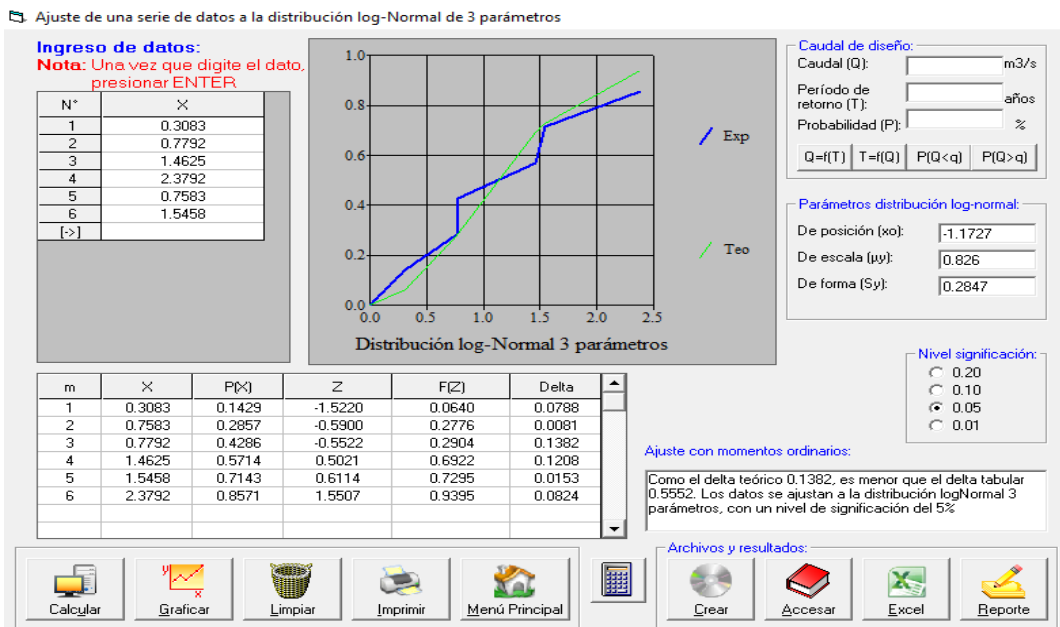 Ajuste de una serie de datos a la distribución log-Normal de 3 parámetros
Ingreso de datos:
Nota: Una vez que digite el dato,
presionar ENTER
N° X
1 0.3083
2 0.7792
3 1.4625
4 2.3792
5 0.7583
6 1.5458
[->]
1.0
0.8
0.6
0.4
0.2
0.0
0.0 0.5 1.0 1.5 2.0 2.5
Distribución log-Normal 3 parámetros
Exp
Teo
Caudal de diseño:
Caudal (Q): m3/s
Período de
retorno (T): años
Probabilidad (P): %
Q=f(T) T=f(Q) P(Q<q) P(Q>q)
Parámetros distribución log-normal:
De posición (xo): -1.1727
De escala (µy): 0.826
De forma (Sy): 0.2847
Nivel significación:
0.20
0.10
0.05
0.01
m X P(X) Z F(Z) Delta
1 0.3083 0.1429 -1.5220 0.0640 0.0788
2 0.7583 0.2857 -0.5900 0.2776 0.0081
3 0.7792 0.4286 -0.5522 0.2904 0.1382
4 1.4625 0.5714 0.5021 0.6922 0.1208
5 1.5458 0.7143 0.6114 0.7295 0.0153
6 2.3792 0.8571 1.5507 0.9395 0.0824
Ajuste con momentos ordinarios:
Como el delta teórico 0.1382, es menor que el delta tabular
0.5552. Los datos se ajustan a la distribución logNormal 3
parámetros, con un nivel de significación del 5%
Calcular Graficar Limpiar Imprimir Menú Principal
Archivos y resultados:
Crear Accesar Excel Reporte